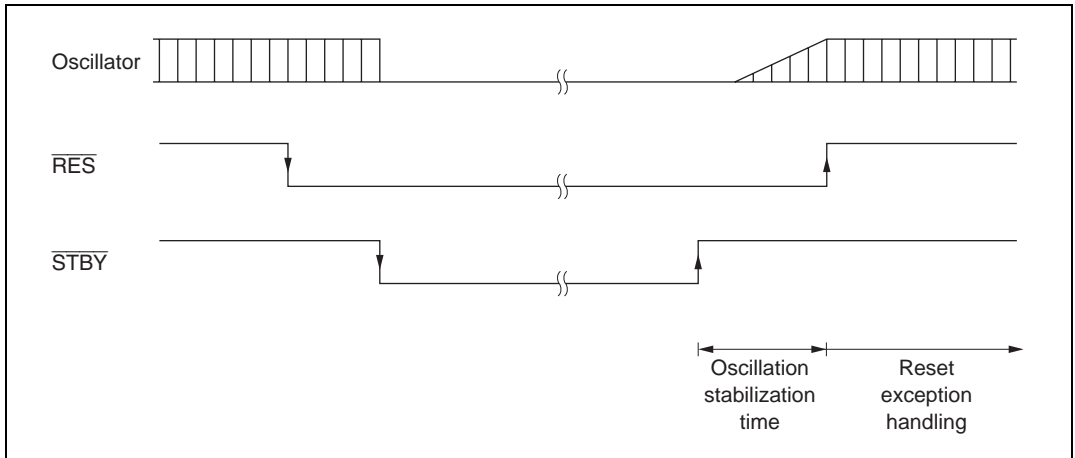 Oscillator
RES
STBY
Oscillation
stabilization
time
Reset
exception
handling